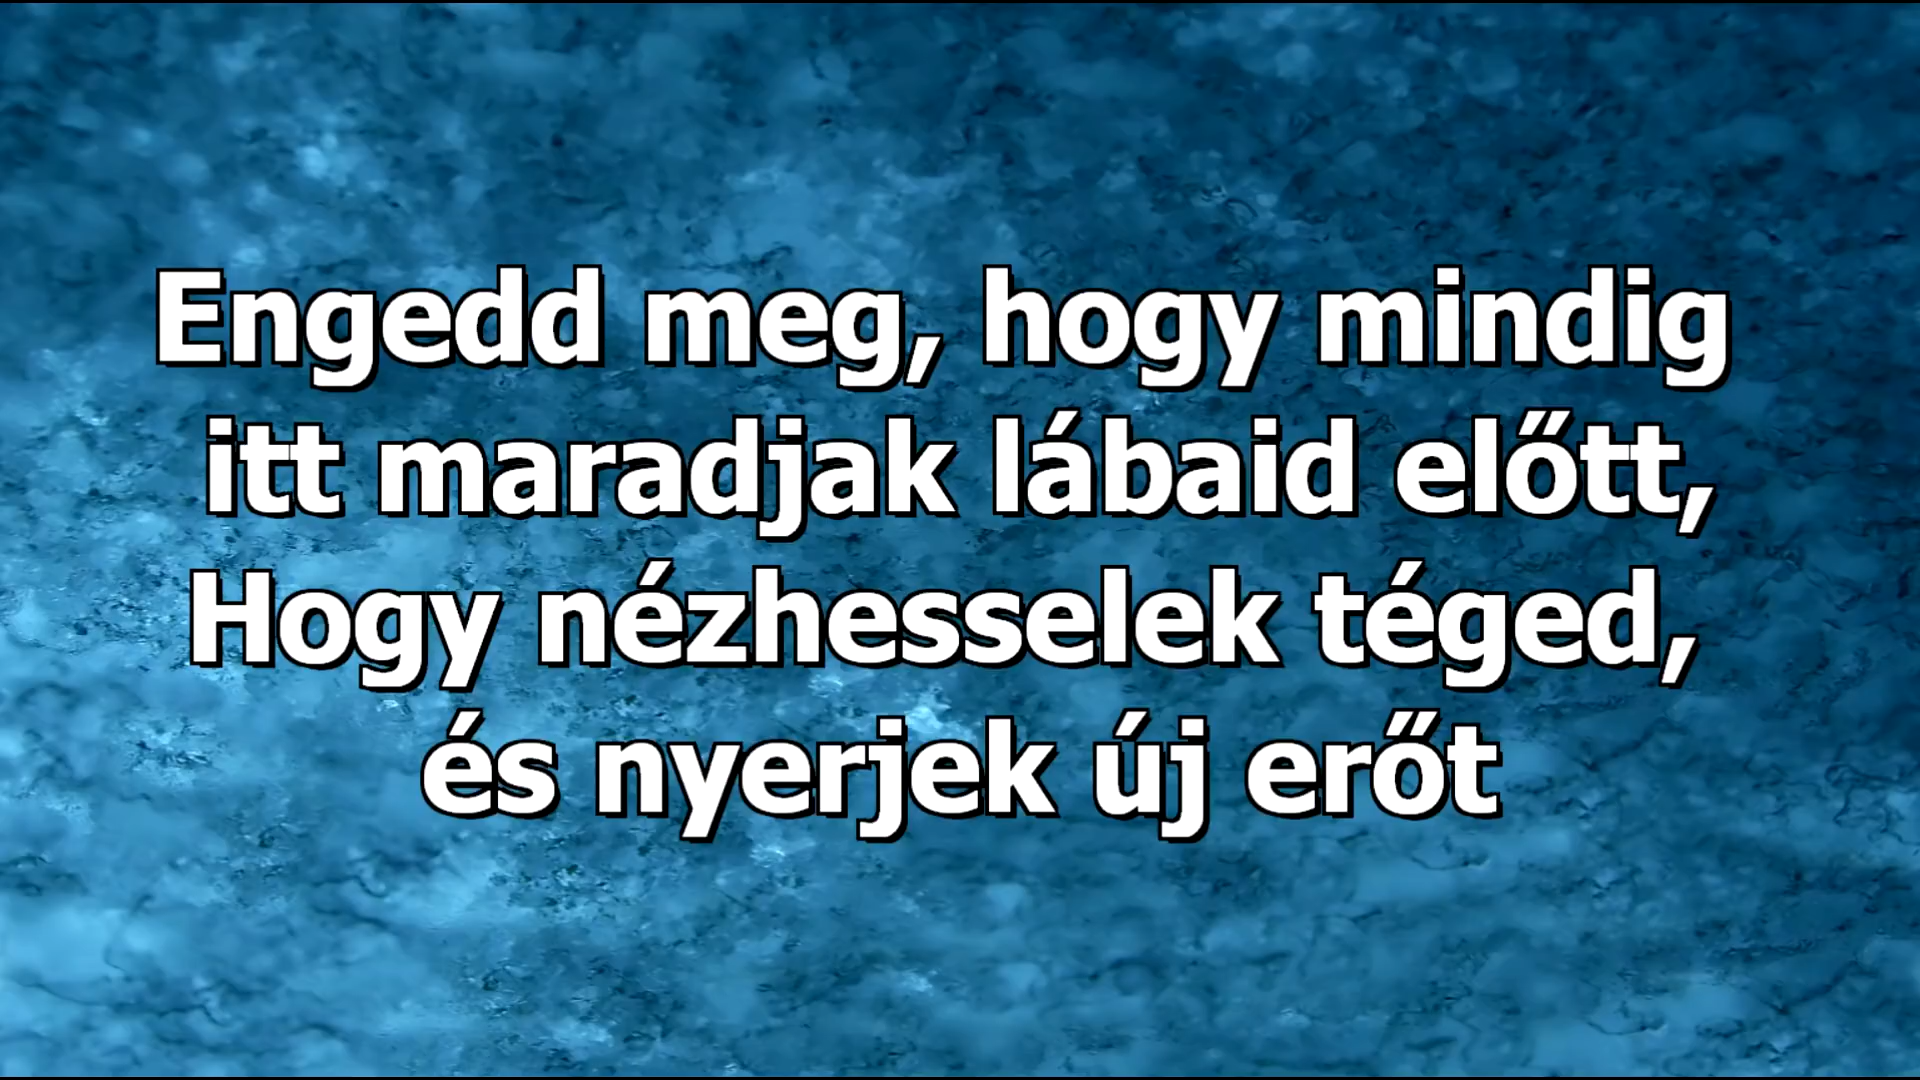 Engedd meg, hogy mindig
itt maradjak lábaid előtt,
Hogy nézhesselek téged,
és nyerjek új erőt